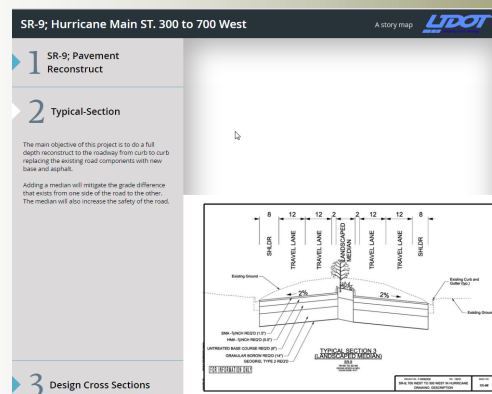 SR-9; Hurricane Main ST. 300 to 700 West
A story map
UDOT
1
SR-9; Pavement
Reconstruct
2
Typical-Section
The main objective of this project is to do a full
depth reconstruct to the roadway from curb to curb
replacing the existing road components with new
base and asphalt.
Adding a median will mitigate the grade difference
that exists from one side of the road to the other.
The median will also increase the safety of the road.
3
Design Cross Sections
8 12 12 2 2 12 12 8
SHLDR
TRAVEL LANE
TRAVEL LANE
LANDSCAPED
MEDIAN
TRAVEL LANE
TRAVEL LANE
SHLDR
Existing Ground
Existing Curb and
Gutter (Typ.)
2%
2%
Existing Ground
UNTREATED BASE COURSE REQ'D (6")
GRANULAR BORROW REQ'D (14")
GEOGRID, TYPE 2 REQ'D
TYPICAL SECTION 3
(LANDSCAPED MEDIAN)
FOR INFORMATION ONLY